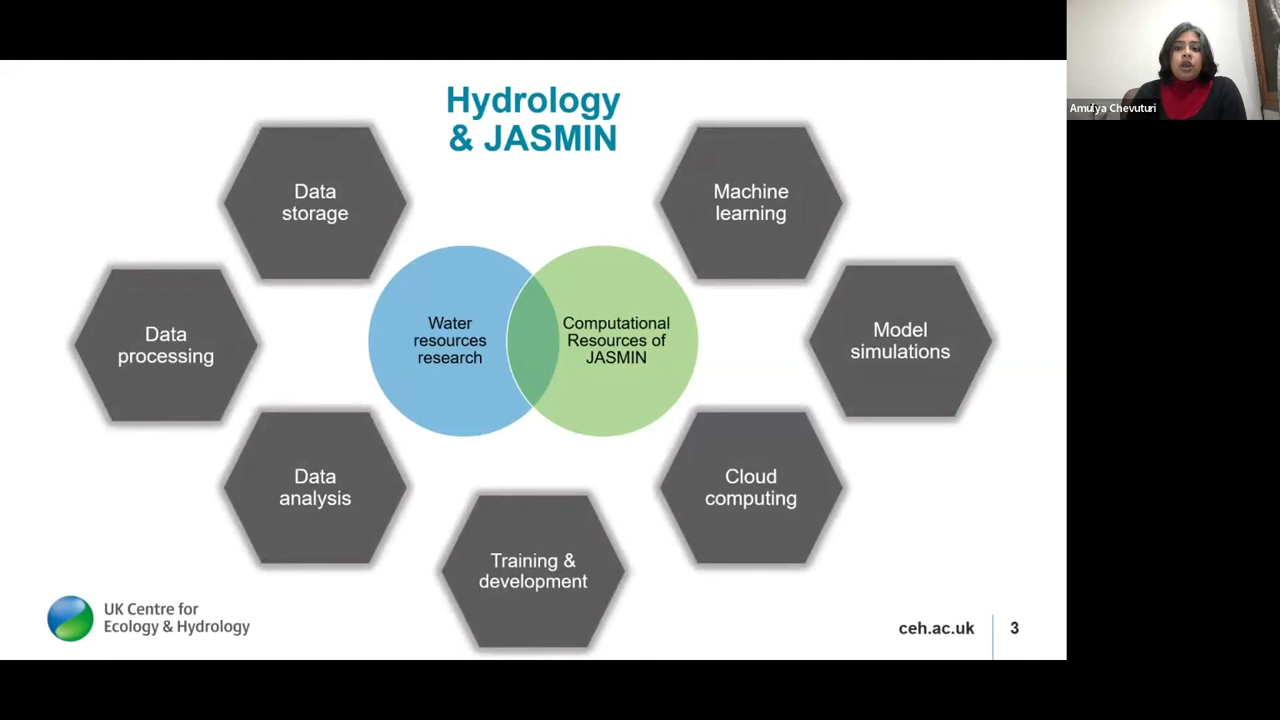 Hydrology
& JASMIN
Data
storage
Machine
learning
Data
processing
Water
resources
research
Computational
Resources of
JASMIN
Model
simulations
Data
analysis
Cloud
computing
Training &
development
UK Centre for
Ecology & Hydrology
ceh.ac.uk
3
Amulya Chevuturi